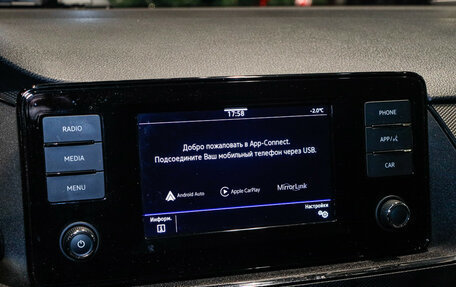 17:58 -2.0℃
RADIO
MEDIA
MENU
Добро пожаловать в App-Connect.
Подсоедините Ваш мобильный телефон через USB.
Android Auto Apple CarPlay MirrorLink
Информ. Настройки
PHONE
APP/
CAR